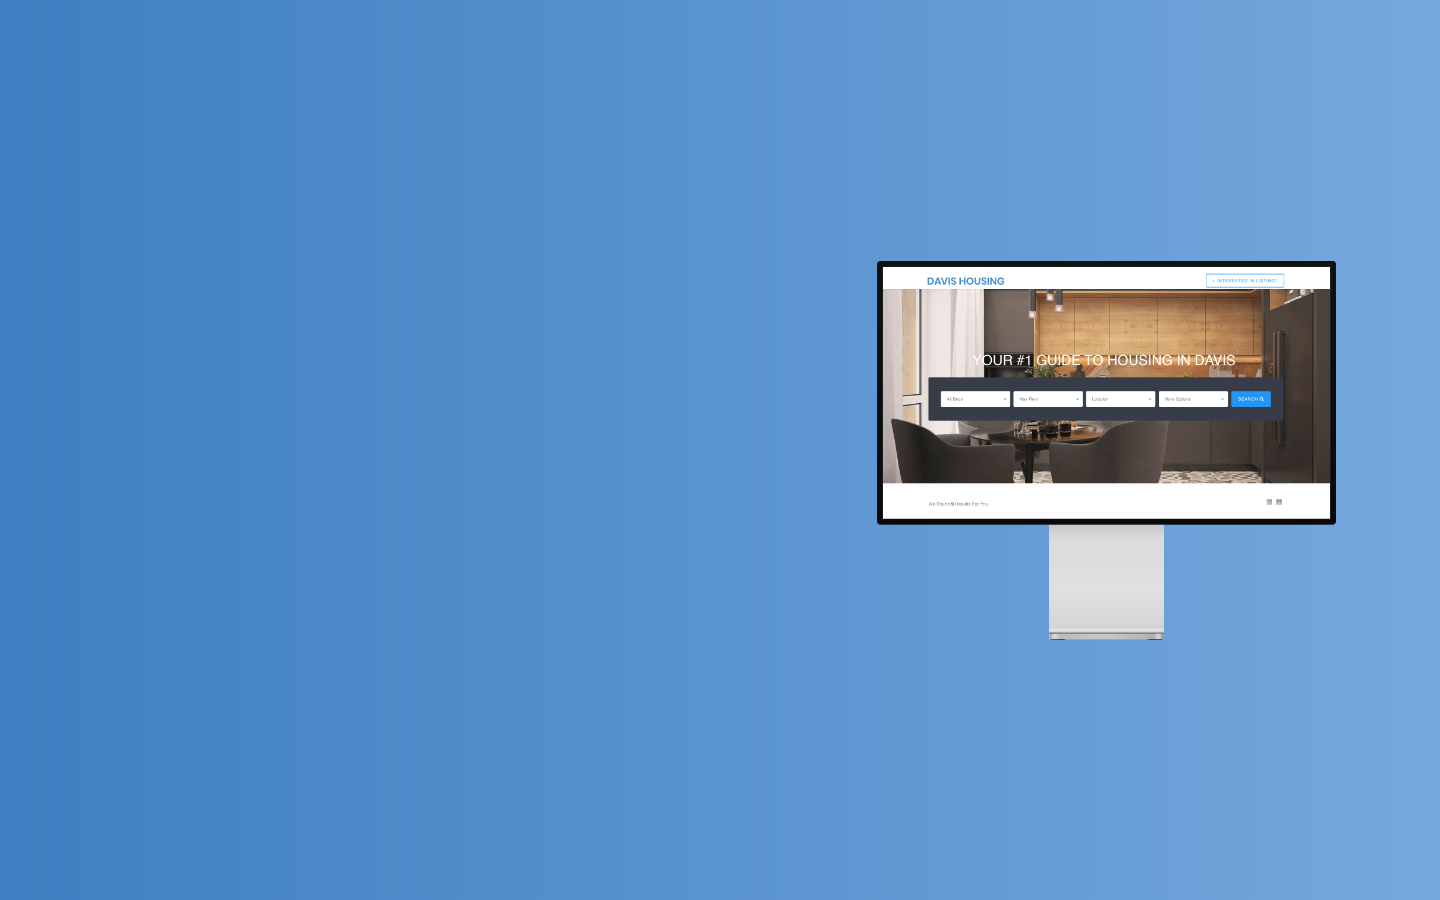 DAVIS HOUSING
+ INTERESTED IN LISTING?
YOUR #1 GUIDE TO HOUSING IN DAVIS
All Beds
Max Rent
Location
More Options
SEARCH
We Found 9 Results For You